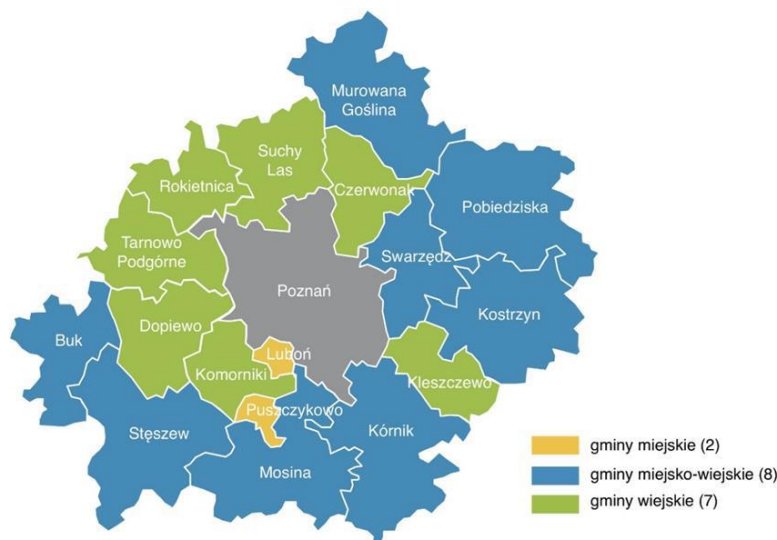 Murowana
Goślina
Suchy
Las
Rokietnica
Czerwonak
Pobiedziska
Tarnowo
Podgórne
Swarzędz
Poznań
Kostrzyn
Buk
Dopiewo
Luboń
Komorniki
Kleszczewo
Puszczykowo
Stęszew
Kórnik
Mosina
gminy miejskie (2)
gminy miejsko-wiejskie (8)
gminy wiejskie (7)